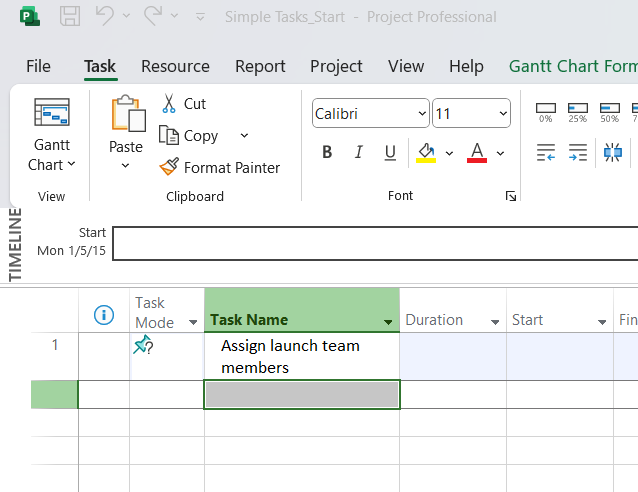 Simple Tasks_Start - Project Professional
File Task Resource Report Project View Help Gantt Chart Form
Gantt
Chart
View
Paste
Cut
Copy
Format Painter
Clipboard
Calibri 11
B I U A
Font
0% 25% 50% 7
TIMELINE
Start
Mon 1/5/15
Task
Mode
Task Name
Duration
Start
Fin
1
?
Assign launch team
members